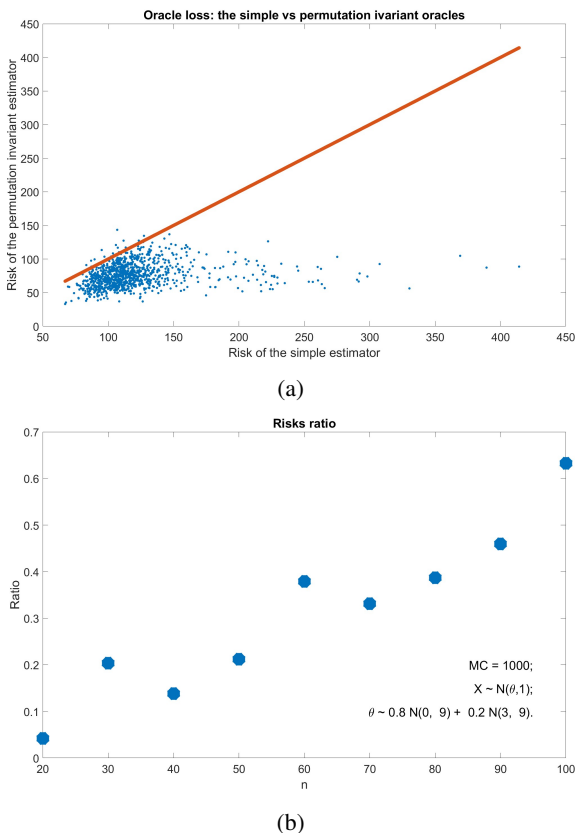 Oracle loss: the simple vs permutation ivariant oracles
450
400
350
300
250
200
150
100
50
0
Risk of the permutation invariant estimator
50 100 150 200 250 300 350 400 450
Risk of the simple estimator
(a)
Risks ratio
0.7
0.6
0.5
0.4
0.3
0.2
0.1
0
Ratio
MC = 1000;
X ~ N(θ,1);
θ ~ 0.8 N(0, 9) + 0.2 N(3, 9).
20 30 40 50 60 70 80 90 100
n
(b)